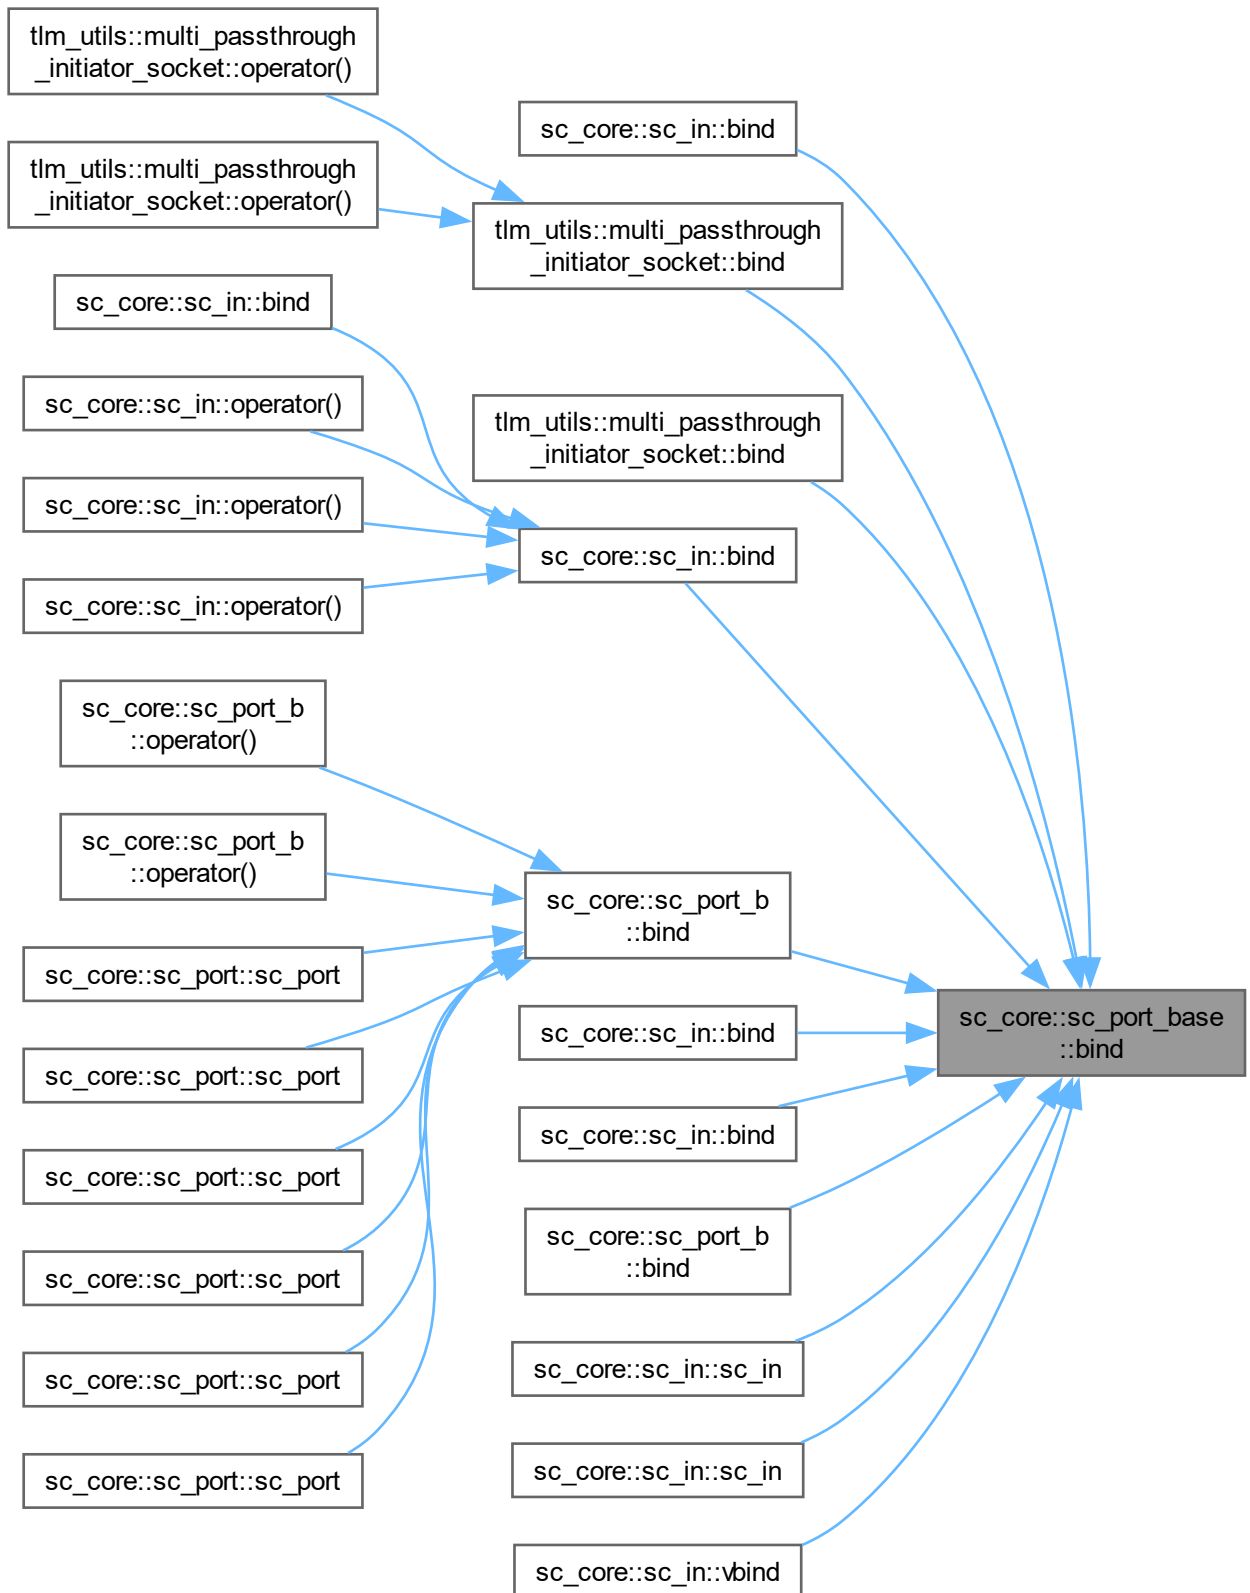 tlm_utils::multi_passthrough
_initiator_socket::operator()
tlm_utils::multi_passthrough
_initiator_socket::operator()
sc_core::sc_in::bind
sc_core::sc_in::operator()
sc_core::sc_in::operator()
sc_core::sc_in::operator()
sc_core::sc_port_b
::operator()
sc_core::sc_port_b
::operator()
sc_core::sc_port::sc_port
sc_core::sc_port::sc_port
sc_core::sc_port::sc_port
sc_core::sc_port::sc_port
sc_core::sc_port::sc_port
sc_core::sc_port::sc_port
sc_core::sc_in::bind
tlm_utils::multi_passthrough
_initiator_socket::bind
tlm_utils::multi_passthrough
_initiator_socket::bind
sc_core::sc_in::bind
sc_core::sc_port_b
::bind
sc_core::sc_in::bind
sc_core::sc_in::bind
sc_core::sc_port_b
::bind
sc_core::sc_in::sc_in
sc_core::sc_in::sc_in
sc_core::sc_in::vbind
sc_core::sc_port_base
::bind